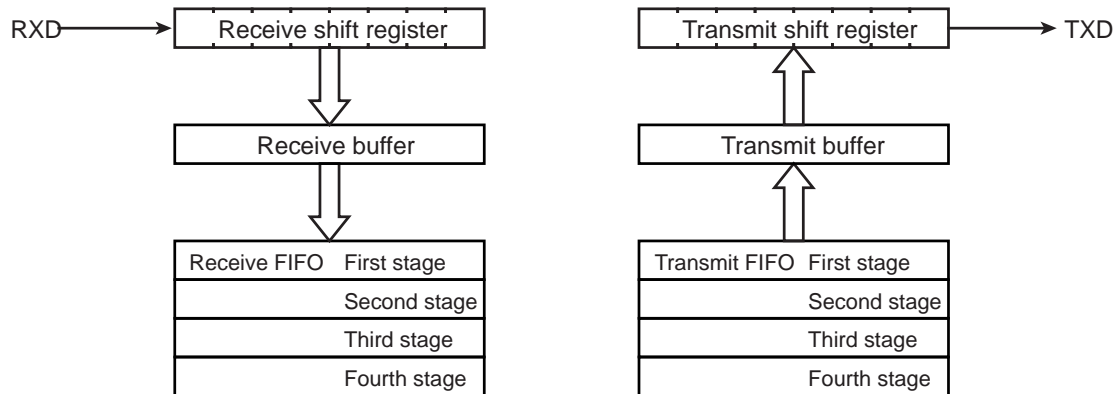 RXD
Receive shift register
Receive buffer
Receive FIFO First stage
Second stage
Third stage
Fourth stage
Transmit shift register
TXD
Transmit buffer
Transmit FIFO First stage
Second stage
Third stage
Fourth stage